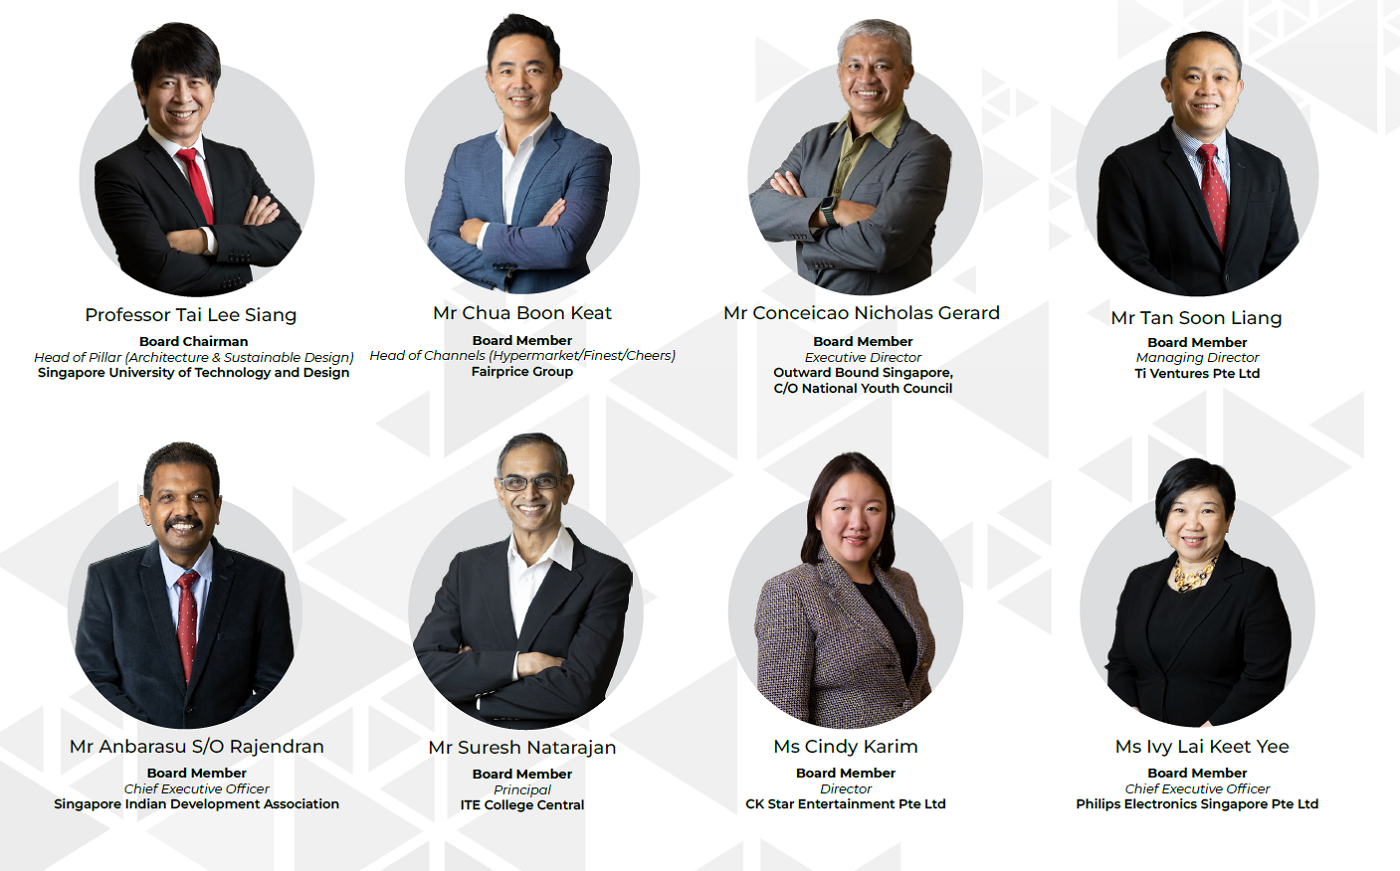 Professor Tai Lee Siang
Board Chairman
Head of Pillar (Architecture & Sustainable Design)
Singapore University of Technology and Design
Mr Chua Boon Keat
Board Member
Head of Channels (Hypermarket/Finest/Cheers)
Fairprice Group
Mr Conceicao Nicholas Gerard
Board Member
Executive Director
Outward Bound Singapore,
C/O National Youth Council
Mr Tan Soon Liang
Board Member
Managing Director
Ti Ventures Pte Ltd
Mr Anbarasu S/O Rajendran
Board Member
Chief Executive Officer
Singapore Indian Development Association
Mr Suresh Natarajan
Board Member
Principal
ITE College Central
Ms Cindy Karim
Board Member
Director
CK Star Entertainment Pte Ltd
Ms Ivy Lai Keet Yee
Board Member
Chief Executive Officer
Philips Electronics Singapore Pte Ltd